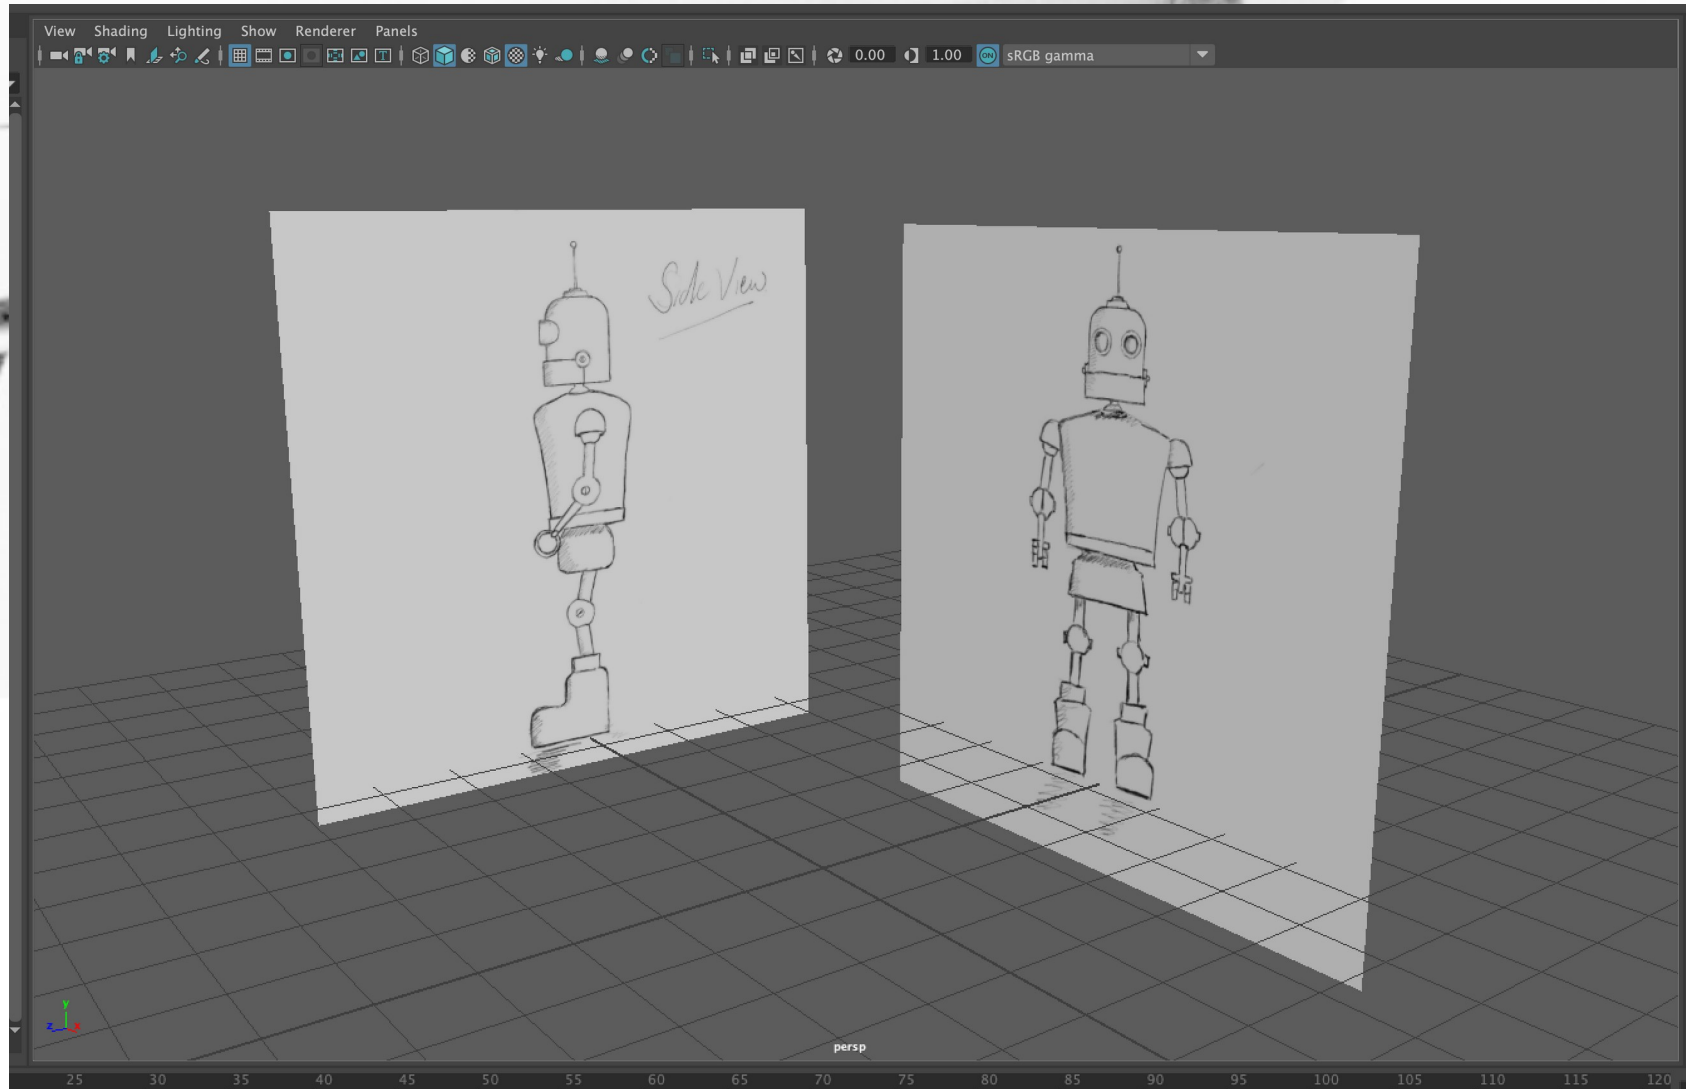 View Shading Lighting Show Renderer Panels
0.00 1.00 ON sRGB gamma
Side View
y
z x
persp
25 30 35 40 45 50 55 60 65 70 75 80 85 90 95 100 105 110 115 120